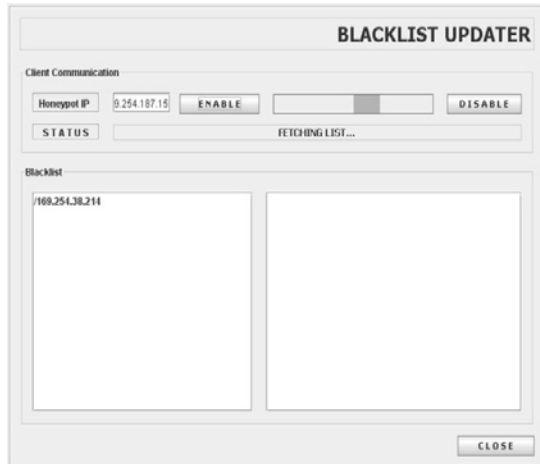 BLACKLIST UPDATER
Client Communication
Honeypot IP 9.254.187.15 ENABLE DISABLE
STATUS FETCHING LIST...
Blacklist
/169.254.38.214
CLOSE